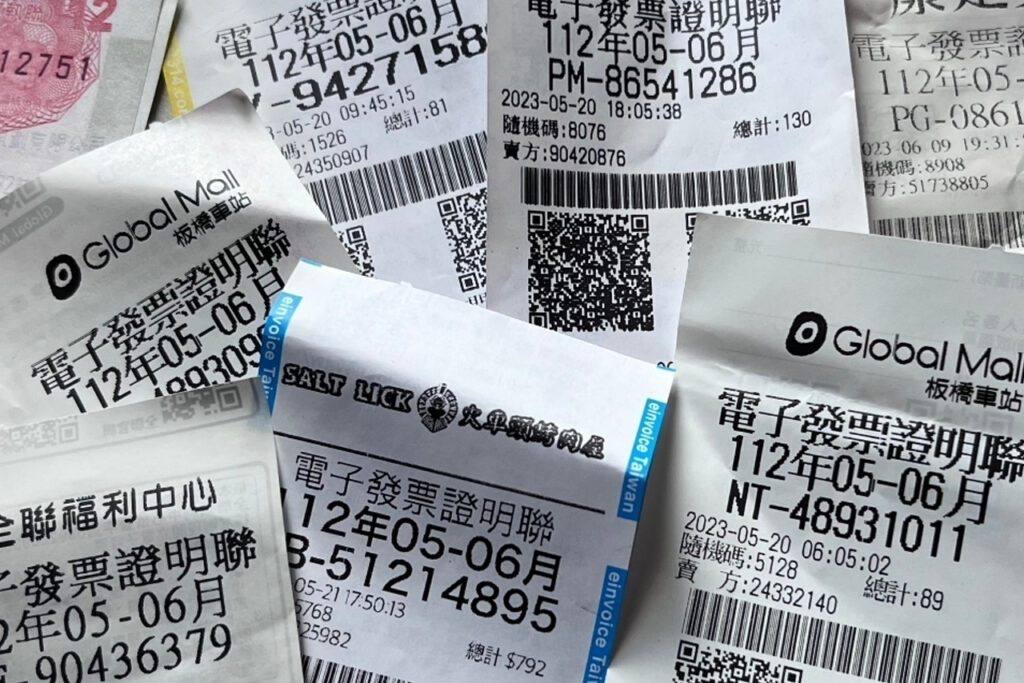 12751
電子發票證明聯
112年05-06月
-94271585
-05-20 09:45:15
碼:1526
總計:81
24350907
電子發票證明聯
112年05-06月
PM-86541286
2023-05-20 18:05:38
隨機碼:8076
總計:130
賣方:90420876
電子發票證
112年05-
PG-0861
023-06-09 19:31:
隨機碼:8908
賣方:51738805
Global Mall
板橋車站
電子發票證明聯
112年05-06月
489309
einvoice Taiwan
SALT LICK
火車頭烤肉屋
電子發票證明聯
112年05-06月
-51214895
05-21 17:50:13
5768
25982
總計 $792
einvoice Taiwan
einvoice Tai
全聯福利中心
子發票證明聯
2年05-06月
-90436379
Global Mall
板橋車站
電子發票證明聯
112年05-06月
NT-48931011
2023-05-20 06:05:02
隨機碼:5128
總計:89
賣 方:24332140